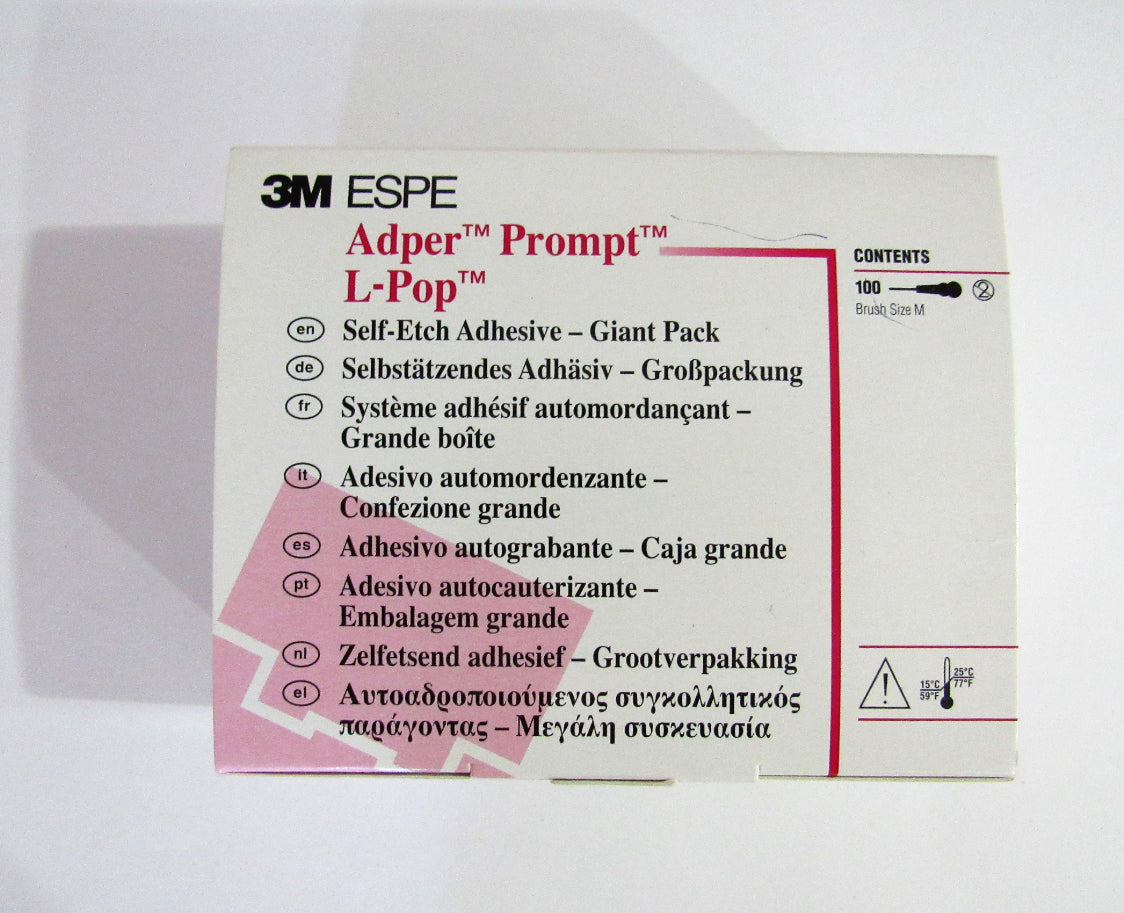 3M ESPE
Adper™ Prompt™
L-Pop™
en Self-Etch Adhesive – Giant Pack
de Selbstätzendes Adhäsiv – Großpackung
fr Système adhésif automordançant –
Grande boîte
it Adesivo automordenzante –
Confezione grande
es Adhesivo autograbante – Caja grande
pt Adesivo autocauterizante –
Embalagem grande
nl Zelfetsend adhesief – Grootverpakking
el Αυτοαδροποιούμενος συγκολλητικός
παράγοντας – Μεγάλη συσκευασία
CONTENTS
100 2
Brush Size M
25°C
77°F
15°C
59°F